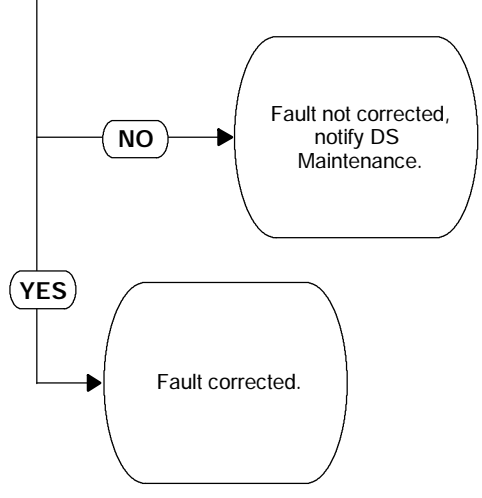 Fault not corrected,
notify DS
Maintenance.
NO
YES
Fault corrected.